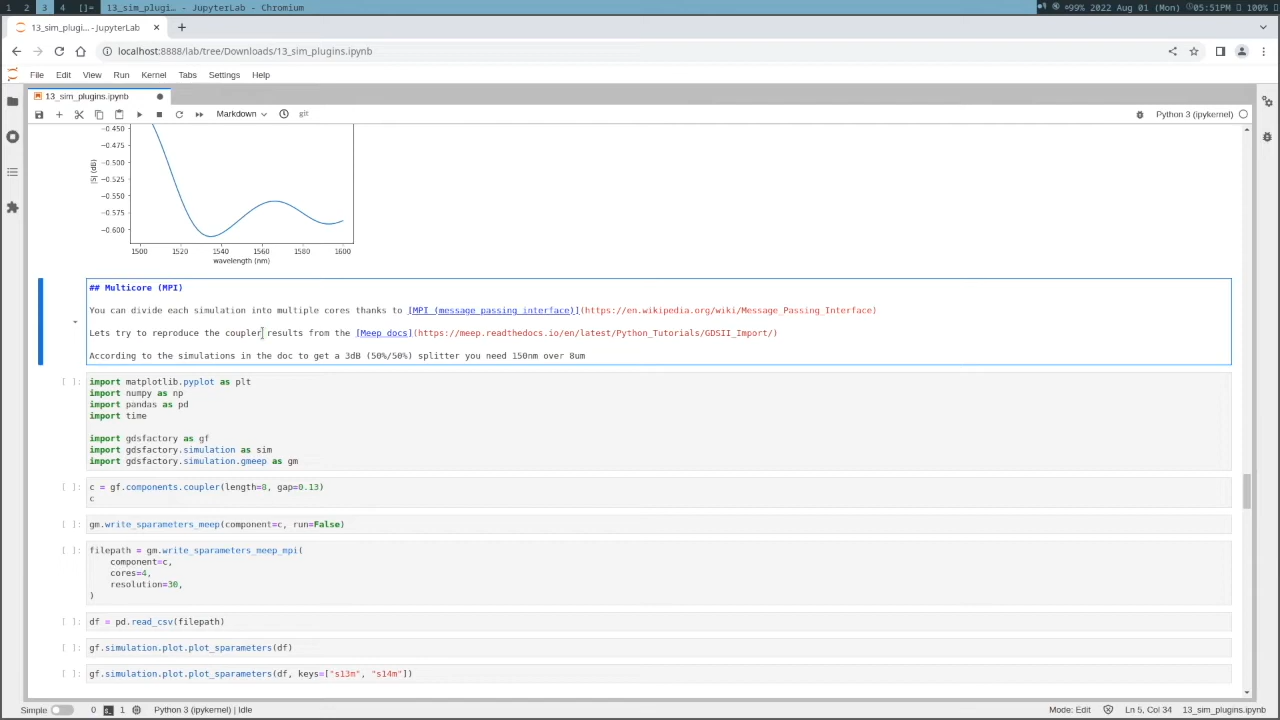 1 2 3 4 []= 13_sim_plugi… - JupyterLab - Chromium 99% 2022 Aug 01 (Mon) 05:51PM 100%
13_sim_plugi… - JupyterLab
localhost:8888/lab/tree/Downloads/13_sim_plugins.ipynb
File Edit View Run Kernel Tabs Settings Help
13_sim_plugins.ipynb
Markdown git Python 3 (ipykernel)
−0.450
−0.475
−0.500
−0.525
−0.550
−0.575
−0.600
|S| (dB)
1500 1520 1540 1560 1580 1600
wavelength (nm)
## Multicore (MPI)
You can divide each simulation into multiple cores thanks to [MPI (message passing interface)](https://en.wikipedia.org/wiki/Message_Passing_Interface)
Lets try to reproduce the coupler results from the [Meep docs](https://meep.readthedocs.io/en/latest/Python_Tutorials/GDSII_Import/)
According to the simulations in the doc to get a 3dB (50%/50%) splitter you need 150nm over 8um
[ ]: import matplotlib.pyplot as plt
import numpy as np
import pandas as pd
import time
import gdsfactory as gf
import gdsfactory.simulation as sim
import gdsfactory.simulation.gmeep as gm
[ ]: c = gf.components.coupler(length=8, gap=0.13)
c
[ ]: gm.write_sparameters_meep(component=c, run=False)
[ ]: filepath = gm.write_sparameters_meep_mpi(
component=c,
cores=4,
resolution=30,
)
[ ]: df = pd.read_csv(filepath)
[ ]: gf.simulation.plot.plot_sparameters(df)
[ ]: gf.simulation.plot.plot_sparameters(df, keys=["s13m", "s14m"])
Simple 0 1 Python 3 (ipykernel) | Idle Mode: Edit Ln 5, Col 34 13_sim_plugins.ipynb